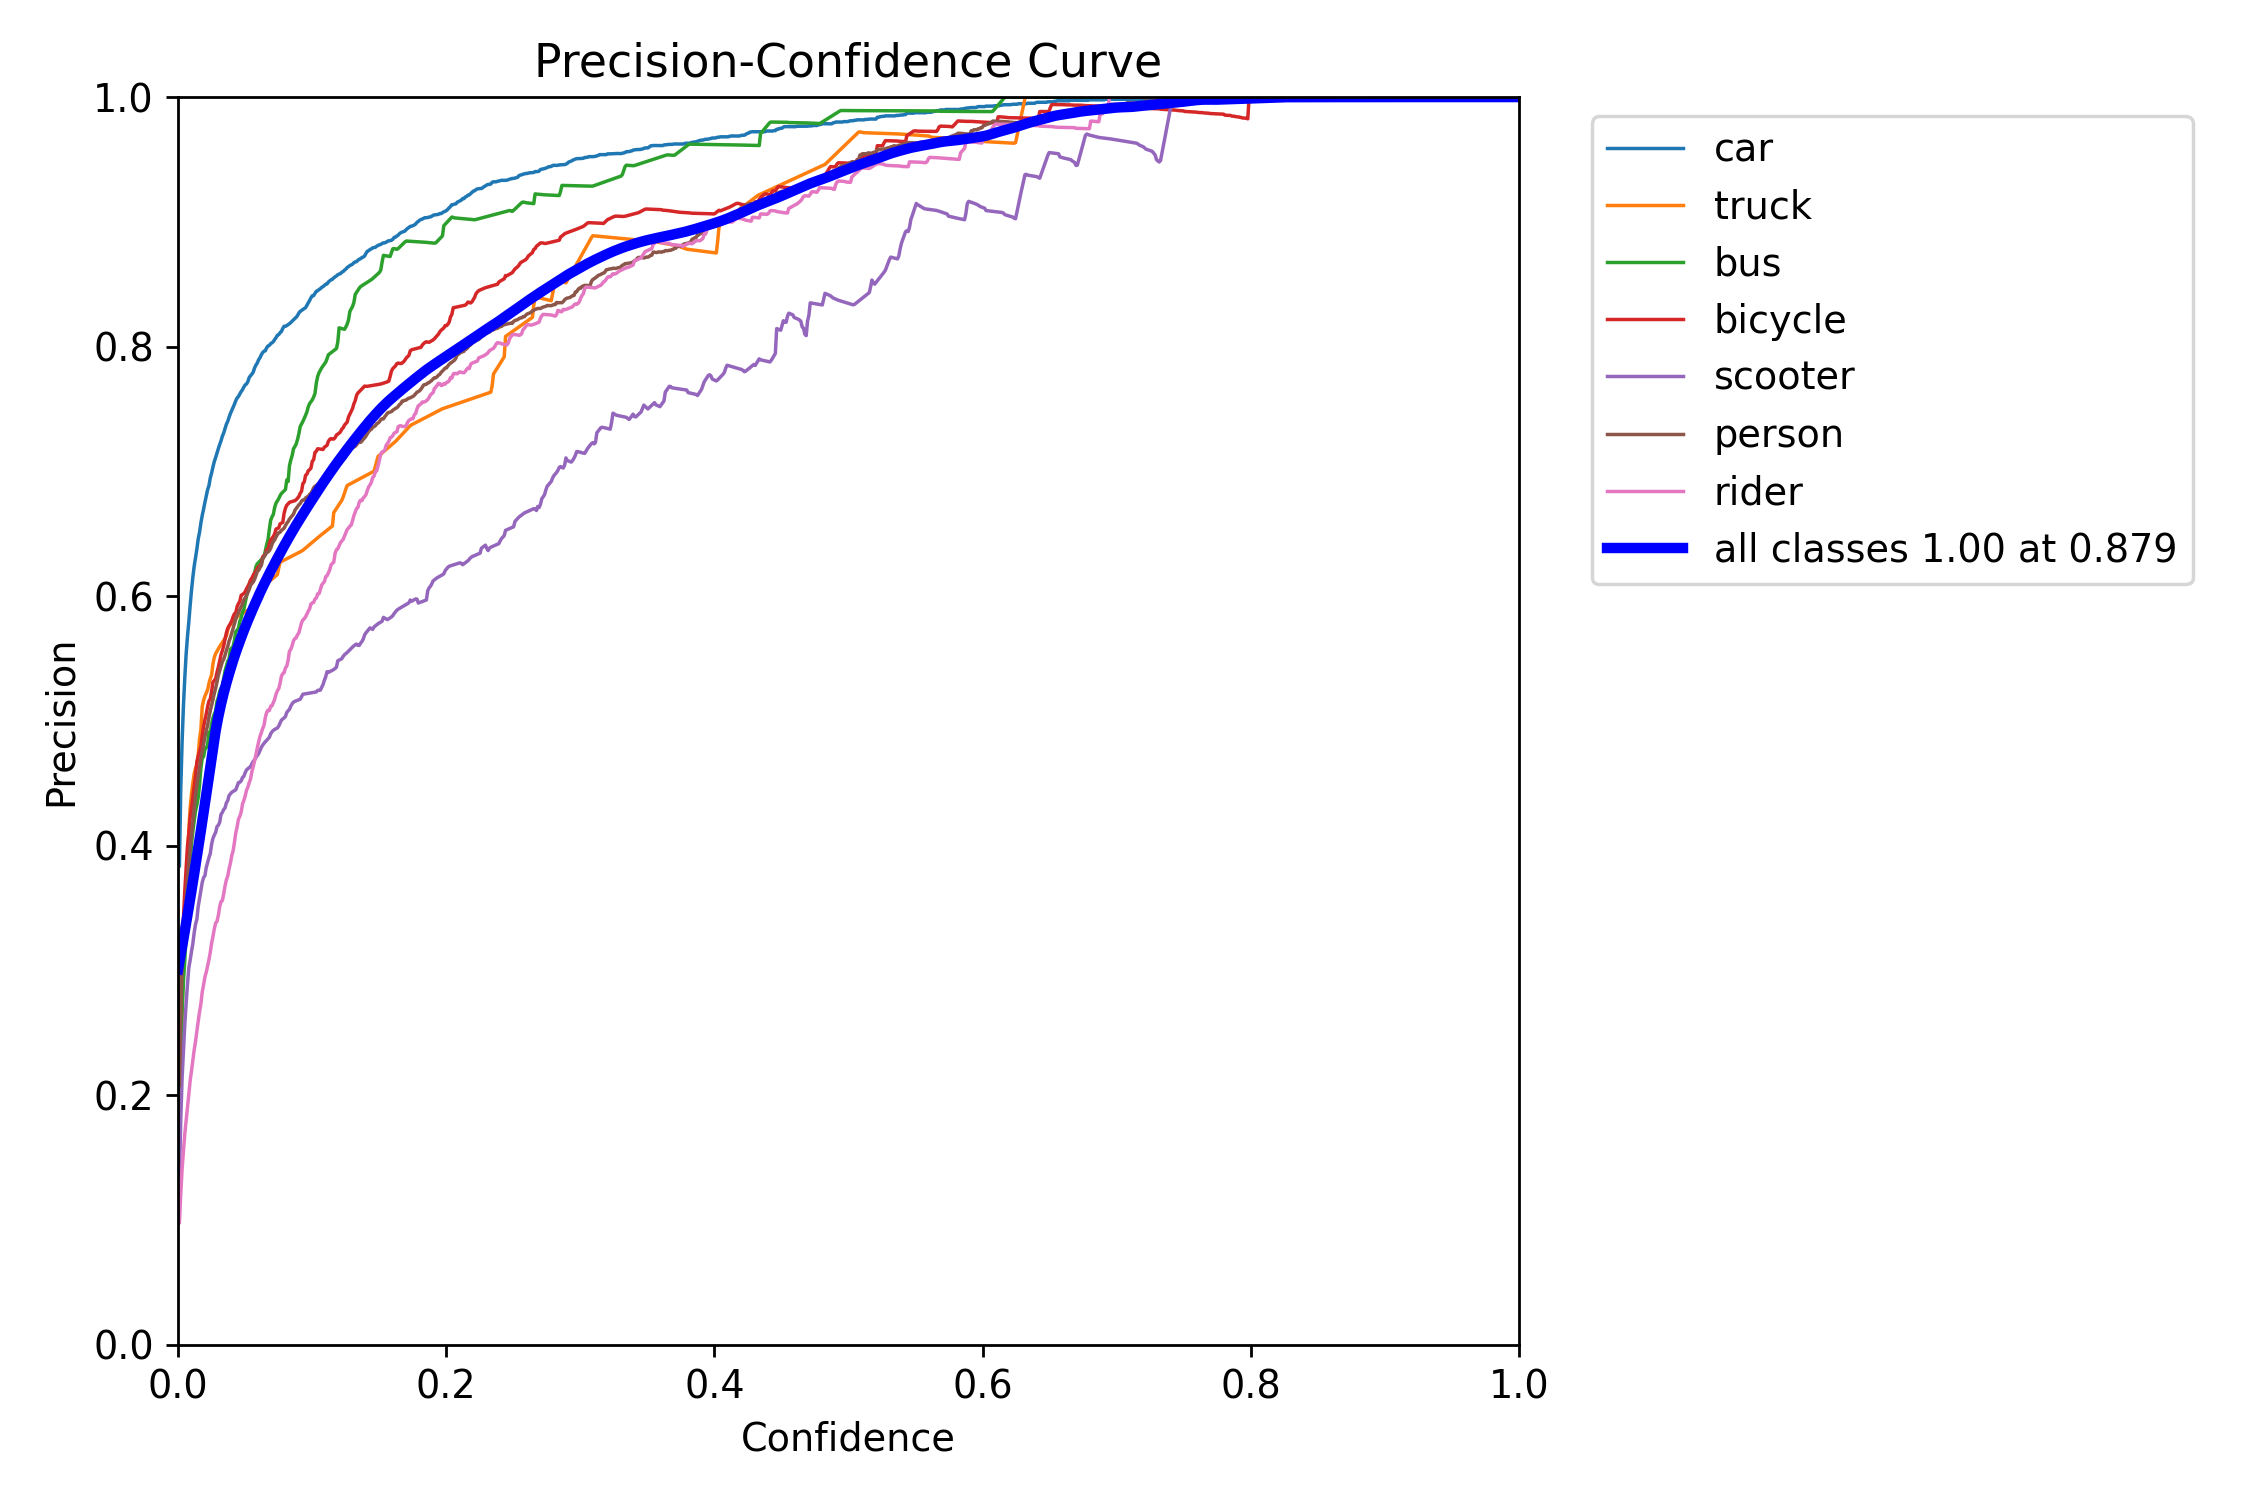 Precision-Confidence Curve
1.0
0.8
0.6
0.4
0.2
0.0
Precision
0.0 0.2 0.4 0.6 0.8 1.0
Confidence
car
truck
bus
bicycle
scooter
person
rider
all classes 1.00 at 0.879